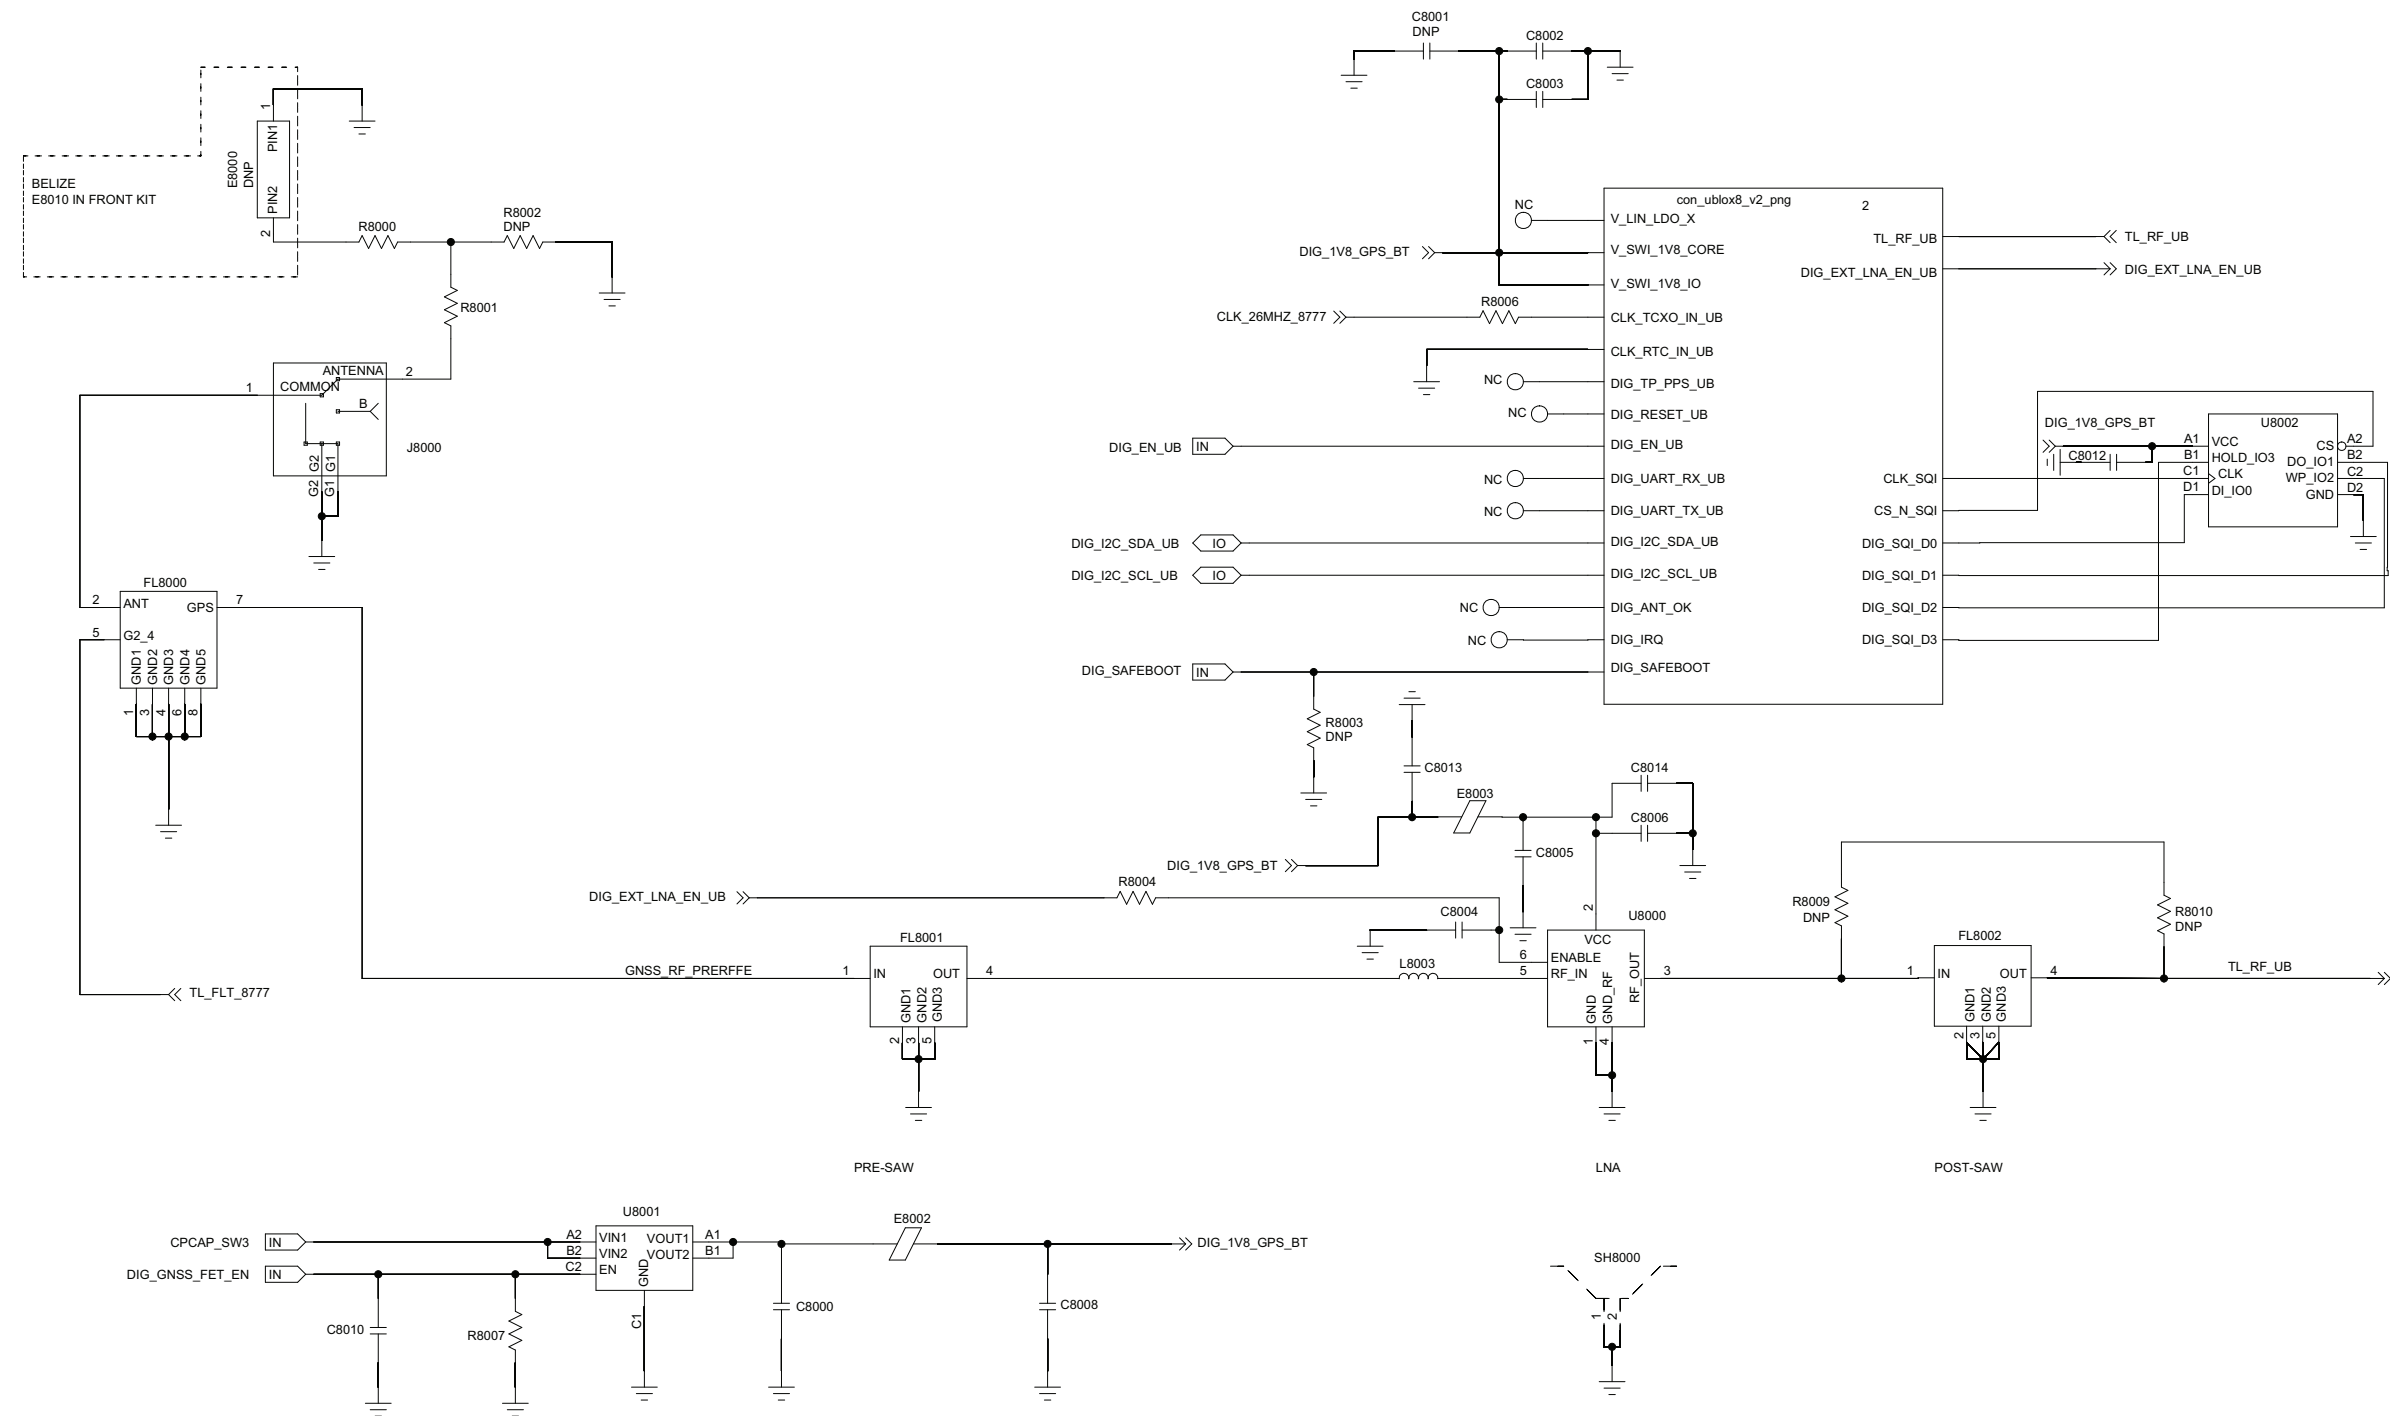 C8001
DNP
C8002
C8003
BELIZE
E8010 IN FRONT KIT
E8000
DNP
1
PIN1
PIN2
2
R8000
R8002
DNP
R8001
ANTENNA
2
1
COMMON
B
J8000
G2
G1
G2
G1
FL8000
2
ANT
GPS
7
5
G2_4
GND1
GND2
GND3
GND4
GND5
1
3
4
6
8
TL_FLT_8777
con_ublox8_v2_png
2
NC
V_LIN_LDO_X
DIG_1V8_GPS_BT
V_SWI_1V8_CORE
V_SWI_1V8_IO
CLK_26MHZ_8777
R8006
CLK_TCXO_IN_UB
CLK_RTC_IN_UB
NC
DIG_TP_PPS_UB
NC
DIG_RESET_UB
DIG_EN_UB
IN
DIG_EN_UB
NC
DIG_UART_RX_UB
NC
DIG_UART_TX_UB
DIG_I2C_SDA_UB
IO
DIG_I2C_SDA_UB
DIG_I2C_SCL_UB
IO
DIG_I2C_SCL_UB
NC
DIG_ANT_OK
NC
DIG_IRQ
DIG_SAFEBOOT
IN
DIG_SAFEBOOT
R8003
DNP
TL_RF_UB
TL_RF_UB
DIG_EXT_LNA_EN_UB
DIG_EXT_LNA_EN_UB
CLK_SQI
CS_N_SQI
DIG_SQI_D0
DIG_SQI_D1
DIG_SQI_D2
DIG_SQI_D3
DIG_1V8_GPS_BT
C8012
U8002
A1
VCC
CS
A2
B1
HOLD_IO3
DO_IO1
B2
C1
CLK
WP_IO2
C2
D1
DI_IO0
GND
D2
C8013
E8003
C8014
C8006
C8005
DIG_1V8_GPS_BT
DIG_EXT_LNA_EN_UB
R8004
C8004
U8000
2
VCC
6
ENABLE
5
RF_IN
GND
GND_RF
RF_OUT
3
1
4
GNSS_RF_PRERFFE
FL8001
1
IN
OUT
4
GND1
GND2
GND3
2
3
5
L8003
R8009
DNP
R8010
DNP
FL8002
1
IN
OUT
4
GND1
GND2
GND3
2
3
5
TL_RF_UB
PRE-SAW
LNA
POST-SAW
U8001
CPCAP_SW3
IN
A2
VIN1
VOUT1
A1
B2
VIN2
VOUT2
B1
DIG_GNSS_FET_EN
IN
C2
EN
GND
C1
E8002
DIG_1V8_GPS_BT
C8010
R8007
C8000
C8008
SH8000
1
2